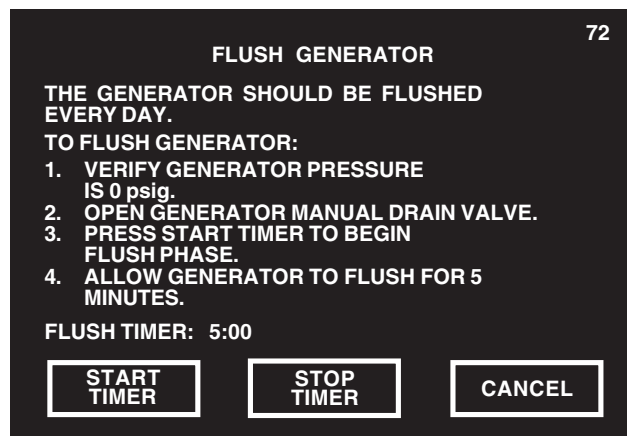 72
FLUSH GENERATOR
THE GENERATOR SHOULD BE FLUSHED
EVERY DAY.
TO FLUSH GENERATOR:
1. VERIFY GENERATOR PRESSURE
IS 0 psig.
2. OPEN GENERATOR MANUAL DRAIN VALVE.
3. PRESS START TIMER TO BEGIN
FLUSH PHASE.
4. ALLOW GENERATOR TO FLUSH FOR 5
MINUTES.
FLUSH TIMER: 5:00
START
TIMER
STOP
TIMER
CANCEL